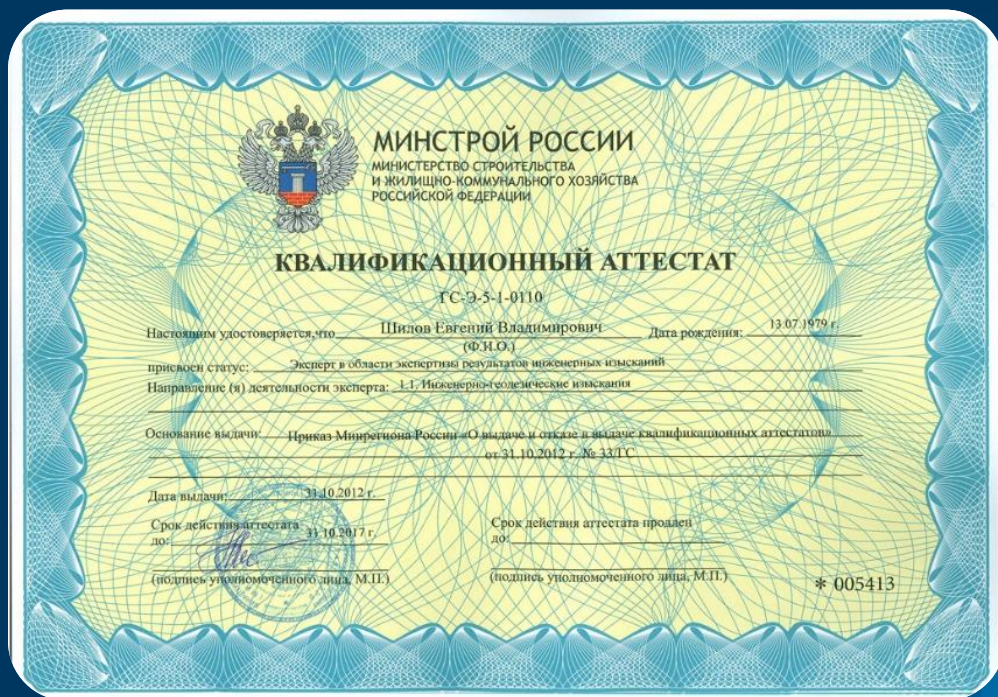 МИНСТРОЙ РОССИИ
МИНИСТЕРСТВО СТРОИТЕЛЬСТВА
И ЖИЛИЩНО-КОММУНАЛЬНОГО ХОЗЯЙСТВА
РОССИЙСКОЙ ФЕДЕРАЦИИ
КВАЛИФИКАЦИОННЫЙ АТТЕСТАТ
ГС-Э-5-1-0110
Настоящим удостоверяется,что Шилов Евгений Владимирович Дата рождения: 13.07.1979 г.
(Ф.И.О.)
присвоен статус: Эксперт в области экспертизы результатов инженерных изысканий
Направление (я) деятельности эксперта: 1.1. Инженерно-геодезические изыскания
Основание выдачи: Приказ Минрегиона России «О выдаче и отказе в выдаче квалификационных аттестатов»
от 31.10.2012 г. № 33/ГС
Дата выдачи: 31.10.2012 г.
Срок действия аттестата
до: 31.10.2017 г.
(подпись уполномоченного лица, М.П.)
Срок действия аттестата продлен
до:
(подпись уполномоченного лица, М.П.)
* 005413